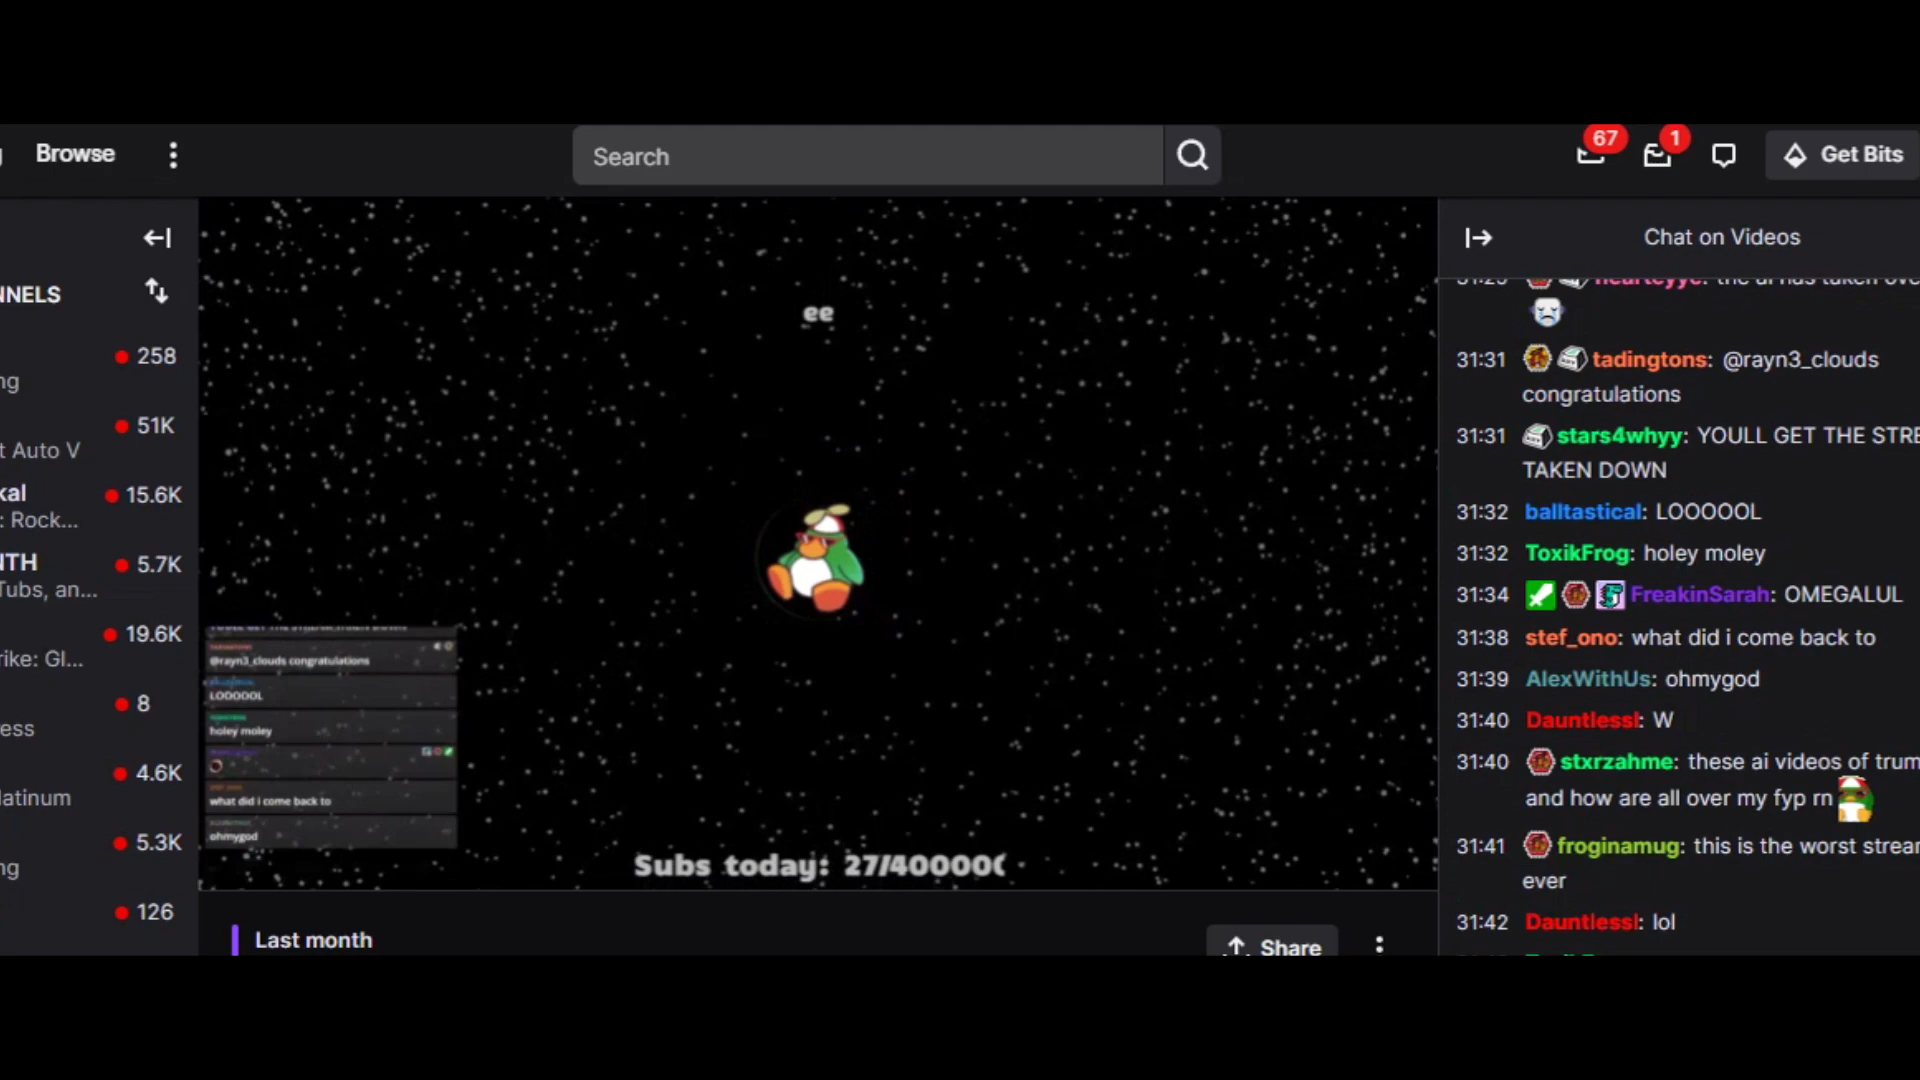 Browse
Search
67
1
Get Bits
NNELS
258
ng
51K
t Auto V
kal
15.6K
: Rock...
NTH
5.7K
Tubs, an...
19.6K
rike: Gl...
8
ess
4.6K
latinum
5.3K
ng
126
ee
@rayn3_clouds congratulations
LOOOOOL
holey moley
what did i come back to
ohmygod
Subs today: 27/40000(
Last month
Share
Chat on Videos
31:31 tadingtons: @rayn3_clouds
congratulations
31:31 stars4whyy: YOULL GET THE STRE
TAKEN DOWN
31:32 balltastical: LOOOOOL
31:32 ToxikFrog: holey moley
31:34 FreakinSarah: OMEGALUL
31:38 stef_ono: what did i come back to
31:39 AlexWithUs: ohmygod
31:40 Dauntlessl: W
31:40 stxrzahme: these ai videos of trum
and how are all over my fyp rn
31:41 froginamug: this is the worst strea
ever
31:42 Dauntlessl: lol